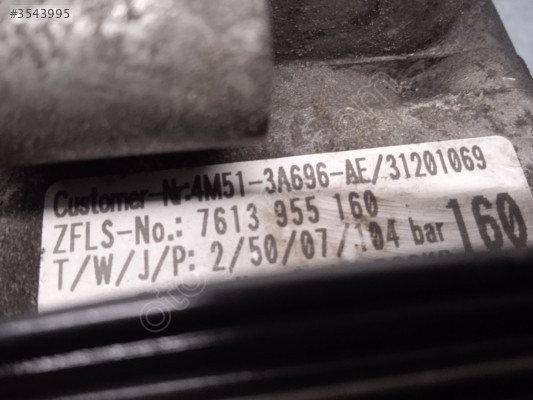 #3543995
Customer-Nr:4M51-3A696-AE/31201069
ZFLS-No.: 7613 955 160
T/W/J/P: 2/50/07/104 bar
160